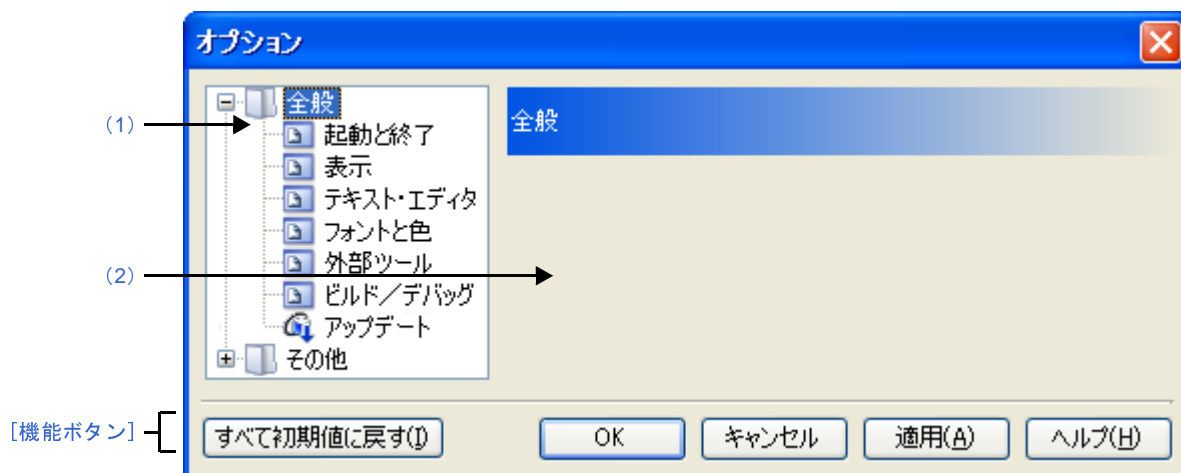 オプション
全般
起動と終了
表示
テキスト・エディタ
フォントと色
外部ツール
ビルド／デバッグ
アップデート
その他
全般
(1)
(2)
[機能ボタン]
すべて初期値に戻す(I)
OK
キャンセル
適用(A)
ヘルプ(H)